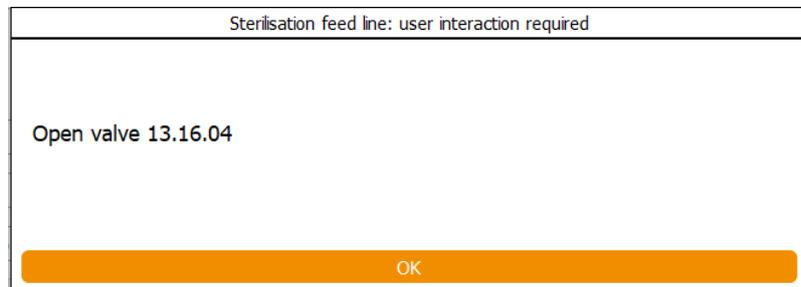 Sterilisation feed line: user interaction required
Open valve 13.16.04
OK